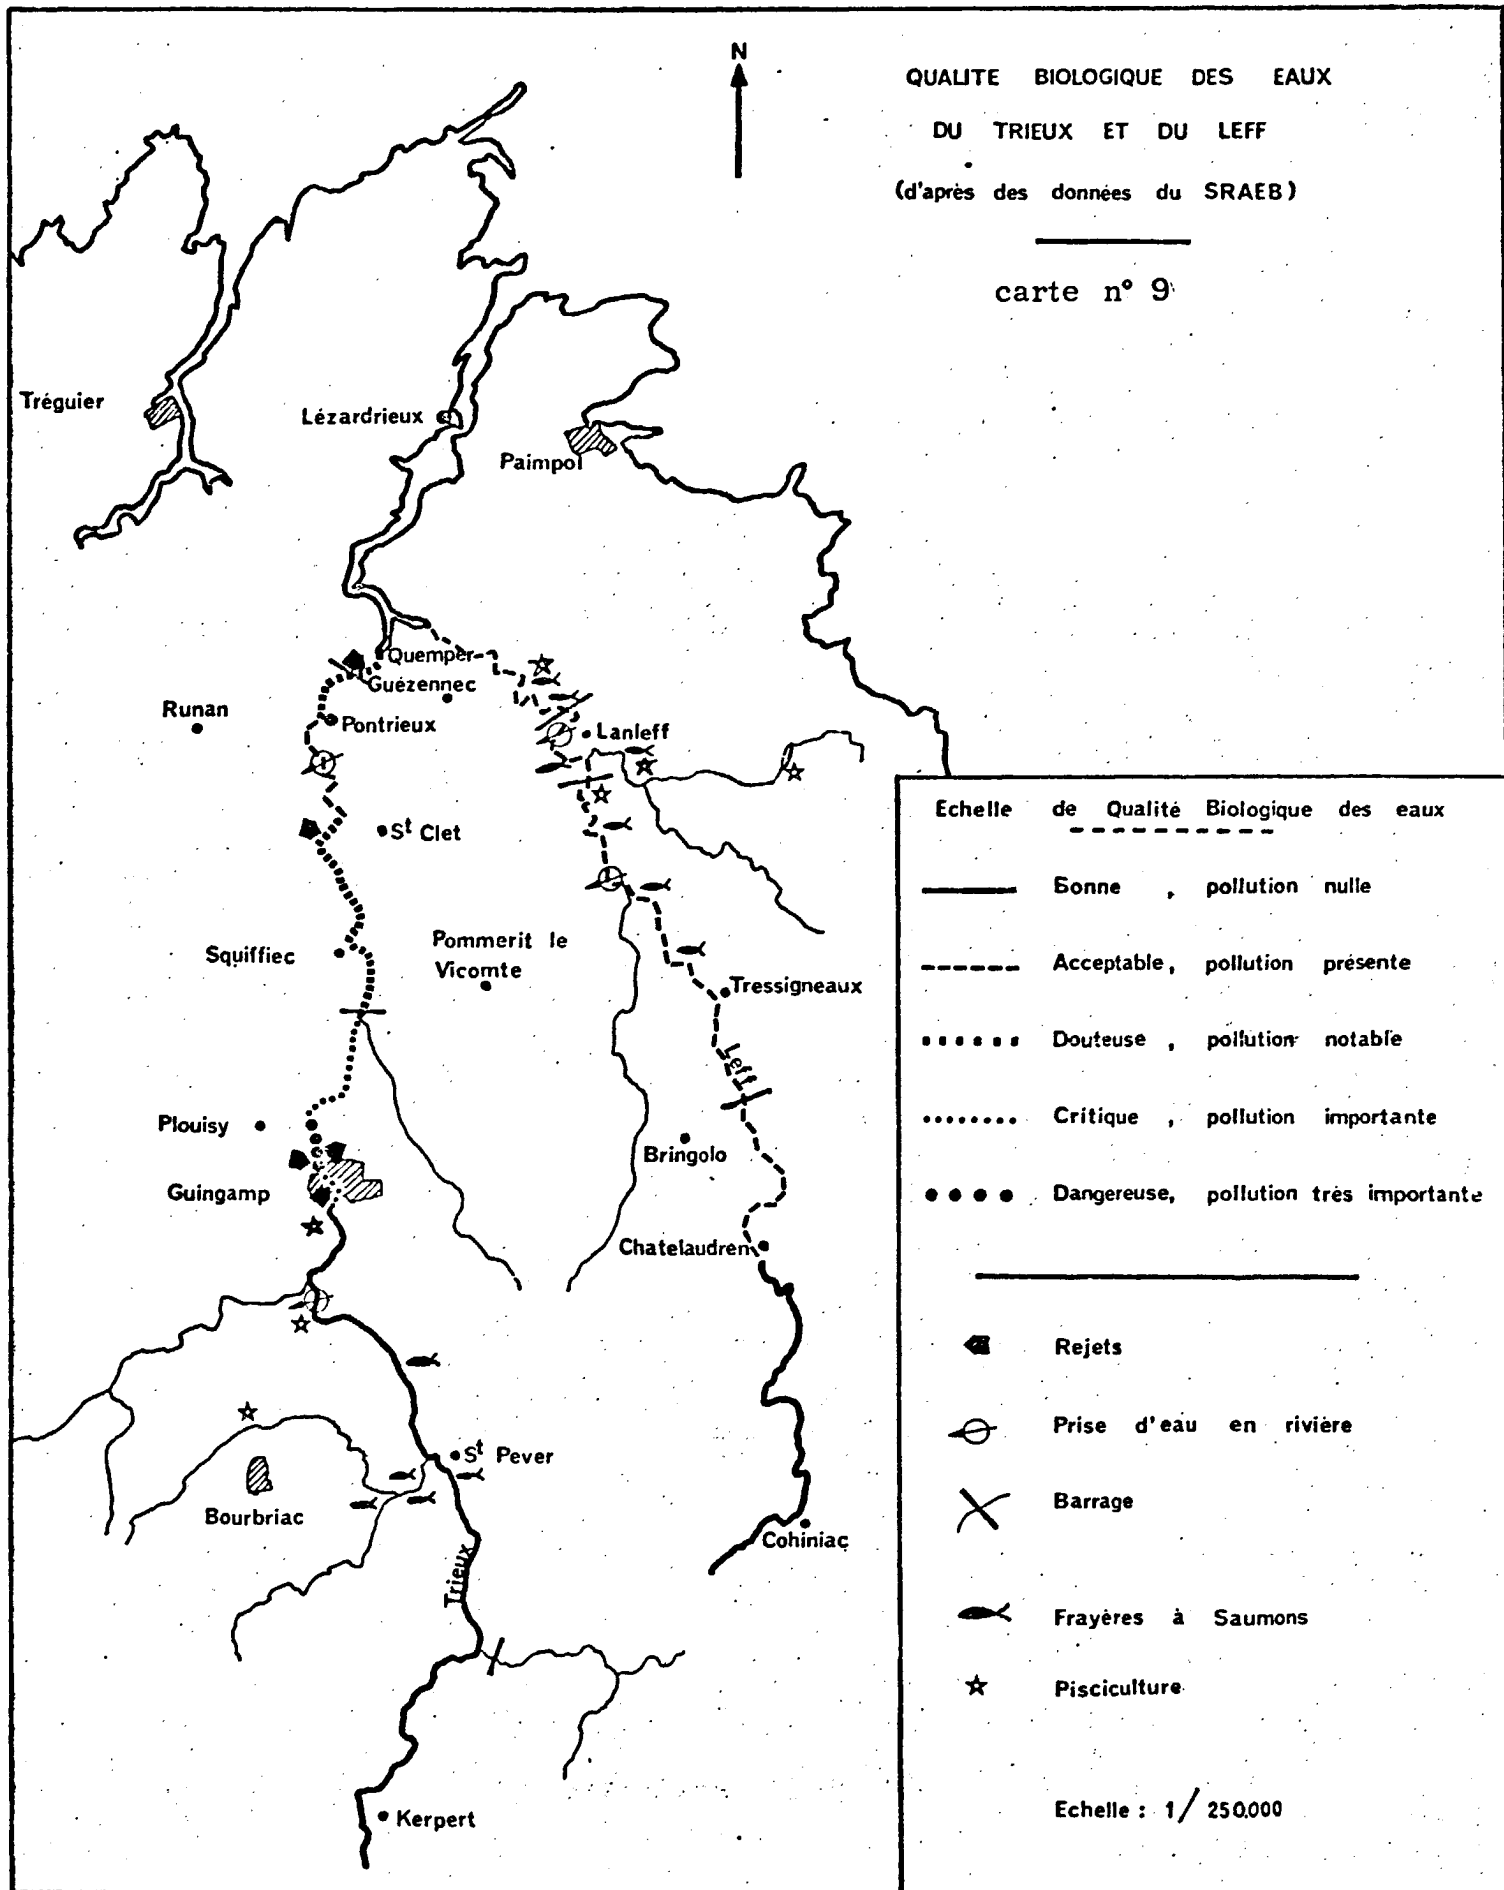 N
QUALITE BIOLOGIQUE DES EAUX
DU TRIEUX ET DU LEFF
(d'après des données du SRAEB)
carte n° 9
Tréguier
Lézardrieux
Paimpol
Quemper
Guézennec
Runan
Pontrieux
Lanleff
St Clet
Squiffiec
Pommerit le
Vicomte
Tressigneaux
Leff
Plouisy
Bringolo
Guingamp
Chatelaudren
St Pever
Bourbriac
Trieux
Cohiniac
Kerpert
Echelle de Qualité Biologique des eaux
Bonne , pollution nulle
Acceptable, pollution présente
Douteuse , pollution notable
Critique , pollution importante
Dangereuse, pollution très importante
Rejets
Prise d'eau en rivière
Barrage
Frayères à Saumons
Pisciculture
Echelle : 1/250.000